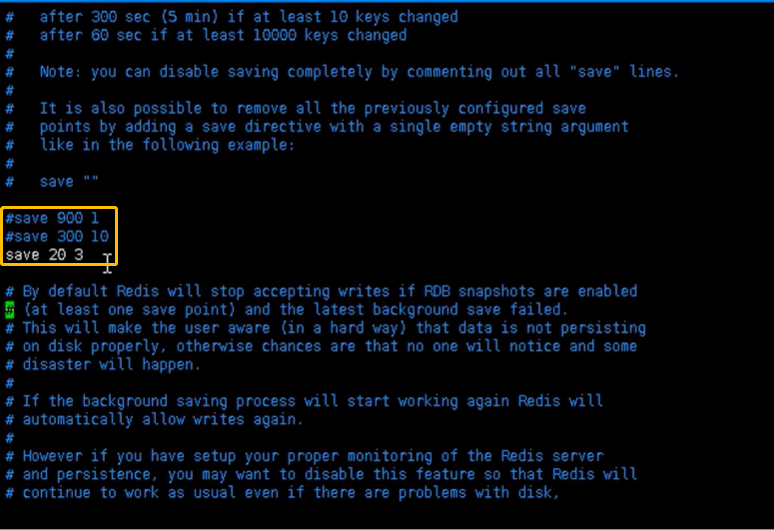 #   after 300 sec (5 min) if at least 10 keys changed
#   after 60 sec if at least 10000 keys changed
#
#   Note: you can disable saving completely by commenting out all "save" lines.
#
#   It is also possible to remove all the previously configured save
#   points by adding a save directive with a single empty string argument
#   like in the following example:
#
#   save ""
#save 900 1
#save 300 10
save 20 3
# By default Redis will stop accepting writes if RDB snapshots are enabled
# (at least one save point) and the latest background save failed.
# This will make the user aware (in a hard way) that data is not persisting
# on disk properly, otherwise chances are that no one will notice and some
# disaster will happen.
#
# If the background saving process will start working again Redis will
# automatically allow writes again.
#
# However if you have setup your proper monitoring of the Redis server
# and persistence, you may want to disable this feature so that Redis will
# continue to work as usual even if there are problems with disk,